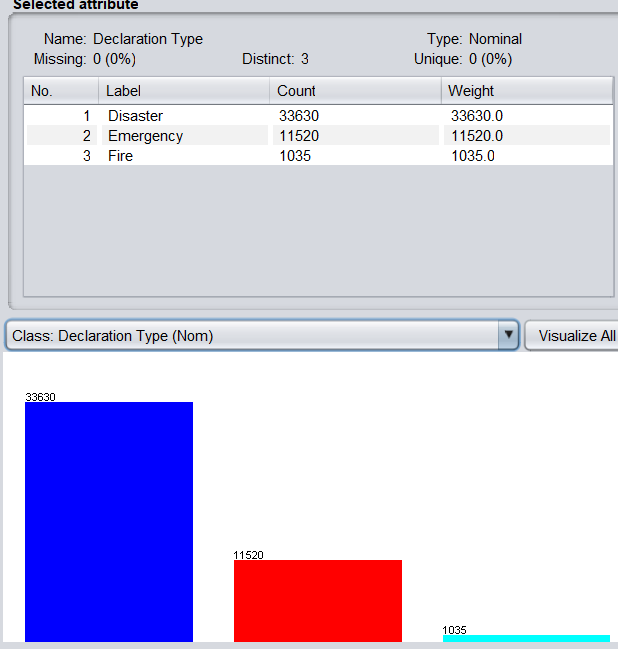 Selected attribute
Name: Declaration Type Type: Nominal
Missing: 0 (0%) Distinct: 3 Unique: 0 (0%)
No. Label Count Weight
1 Disaster 33630 33630.0
2 Emergency 11520 11520.0
3 Fire 1035 1035.0
Class: Declaration Type (Nom) Visualize All
33630
11520
1035